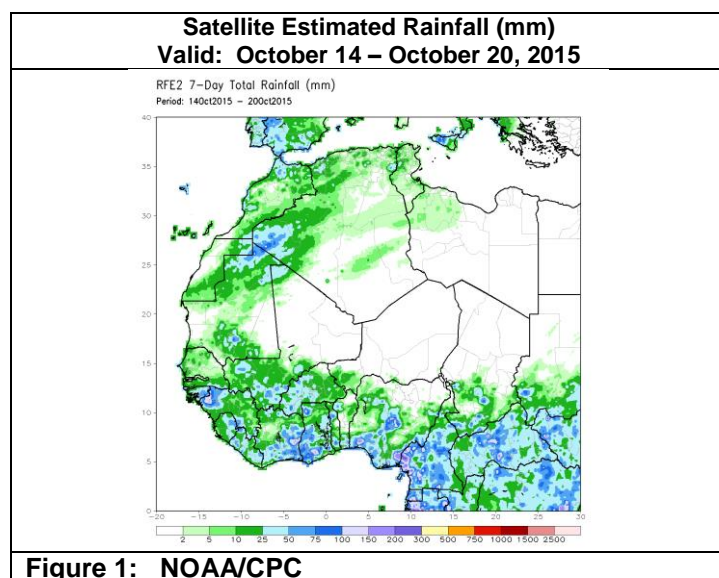 Satellite Estimated Rainfall (mm)
Valid: October 14 – October 20, 2015
RFE2 7-Day Total Rainfall (mm)
Period: 14Oct2015 – 20Oct2015
40
35
30
25
20
15
10
5
0
-20 -15 -10 -5 0 5 10 15 20 25 30
2 5 10 25 50 75 100 150 200 300 500 750 1000 1500 2500
Figure 1: NOAA/CPC